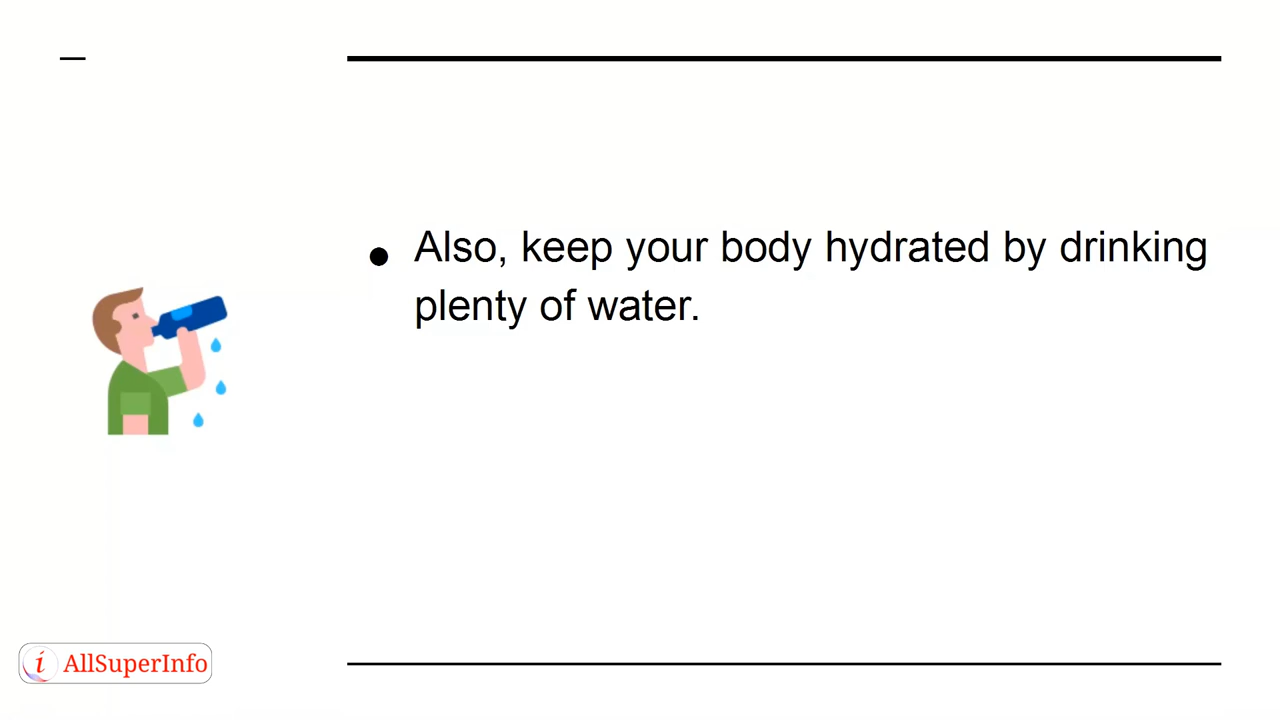 Also, keep your body hydrated by drinking
plenty of water.
i AllSuperInfo